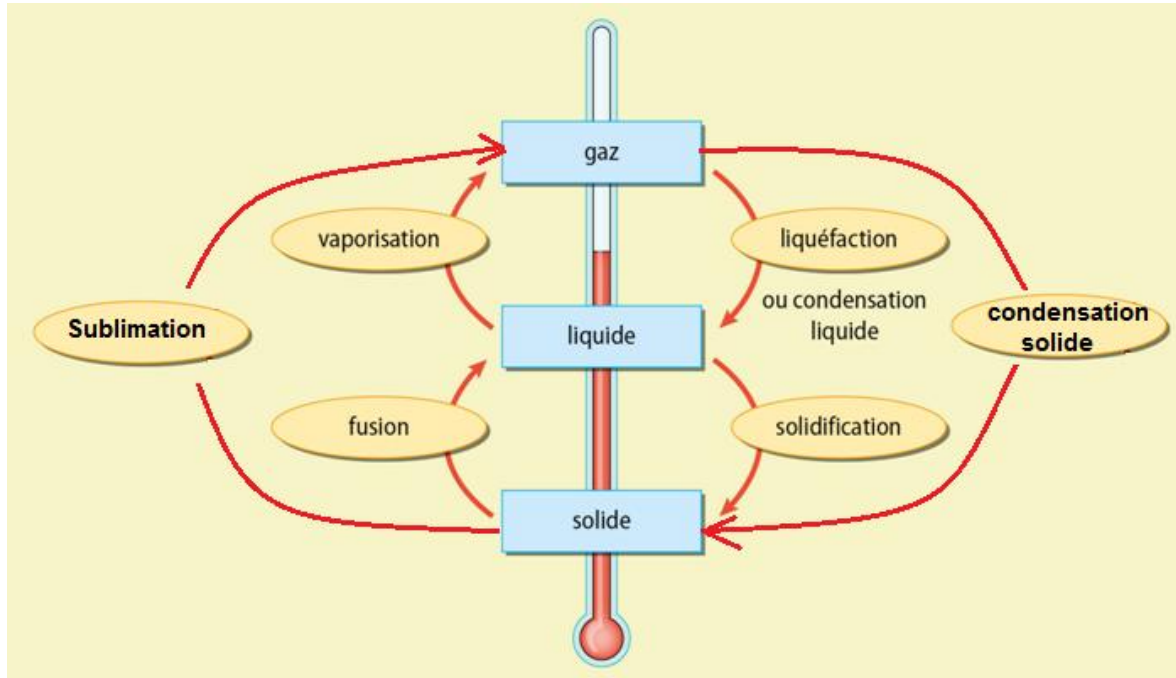 gaz
vaporisation
liquéfaction
ou condensation
liquide
Sublimation
liquide
condensation
solide
fusion
solidification
solide